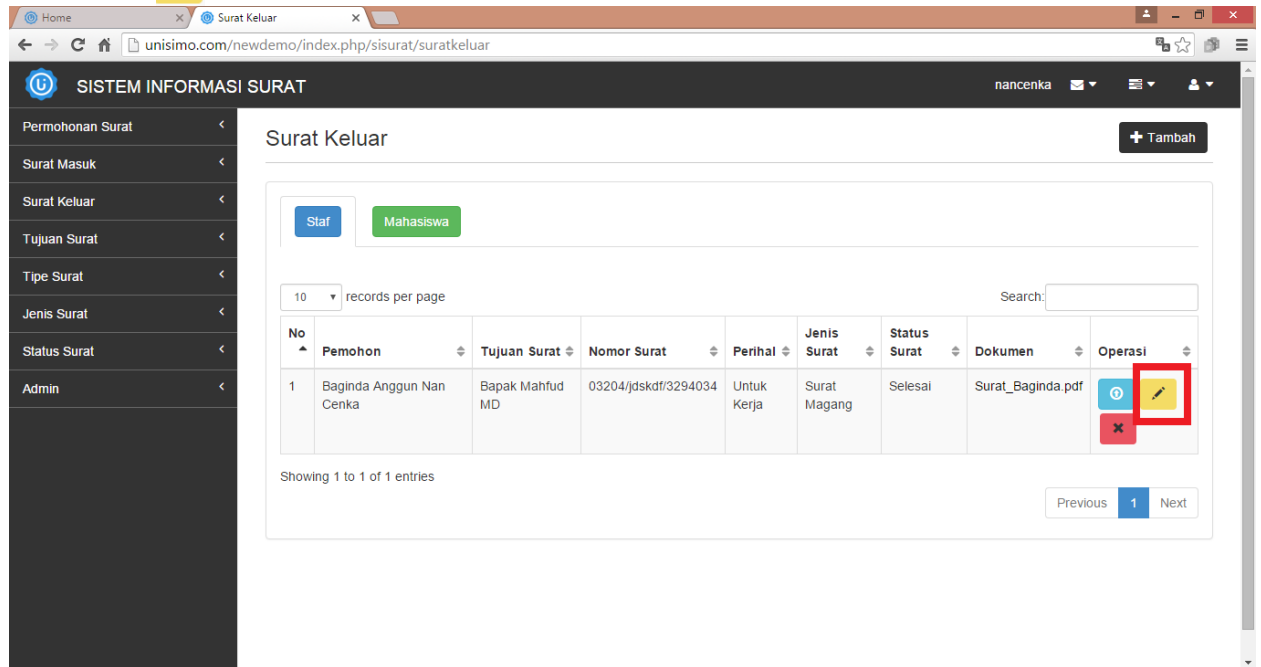 Home
Surat Keluar
unisimo.com/newdemo/index.php/sisurat/suratkeluar
SISTEM INFORMASI SURAT
nancenka
Permohonan Surat
Surat Masuk
Surat Keluar
Tujuan Surat
Tipe Surat
Jenis Surat
Status Surat
Admin
Surat Keluar
Tambah
Staf Mahasiswa
10 records per page
Search:
No Pemohon Tujuan Surat Nomor Surat Perihal Jenis Surat Status Surat Dokumen Operasi
1 Baginda Anggun Nan Cenka Bapak Mahfud MD 03204/jdskdf/3294034 Untuk Kerja Surat Magang Selesai Surat_Baginda.pdf
Showing 1 to 1 of 1 entries
Previous 1 Next